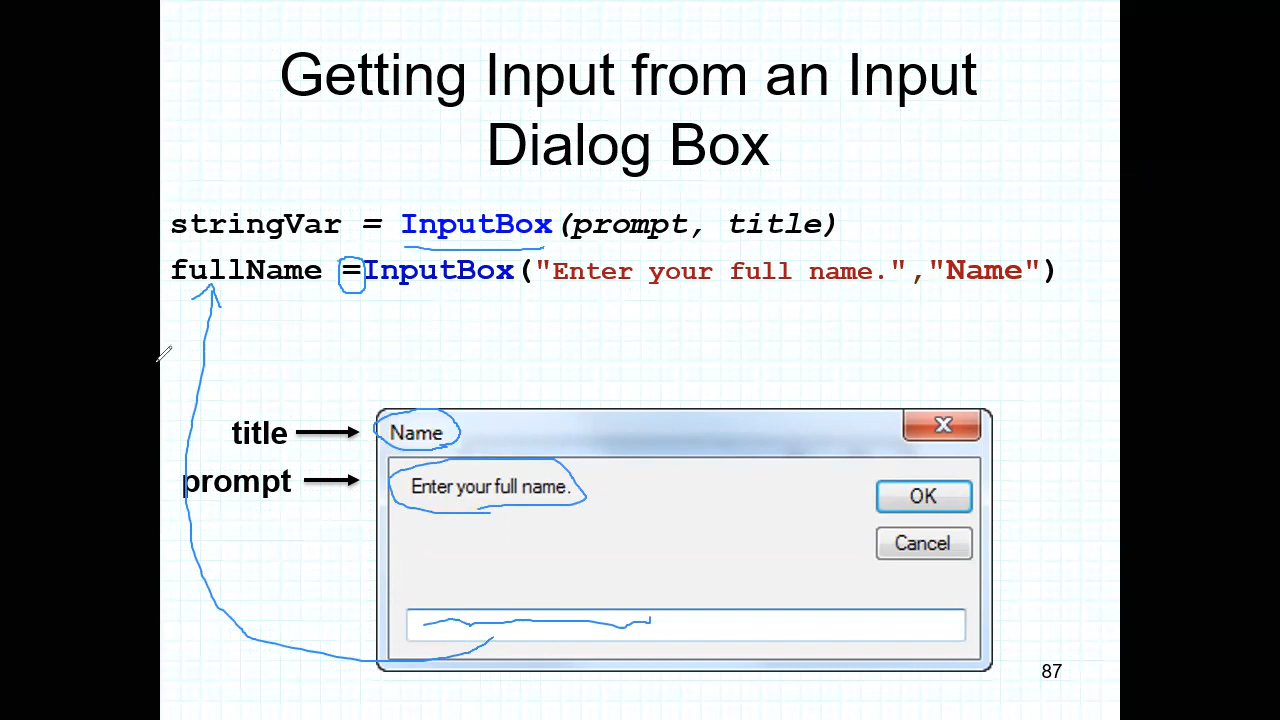 Getting Input from an Input
Dialog Box
stringVar = InputBox(prompt, title)
fullName =InputBox("Enter your full name.","Name")
title
Name
prompt
Enter your full name.
OK
Cancel
87